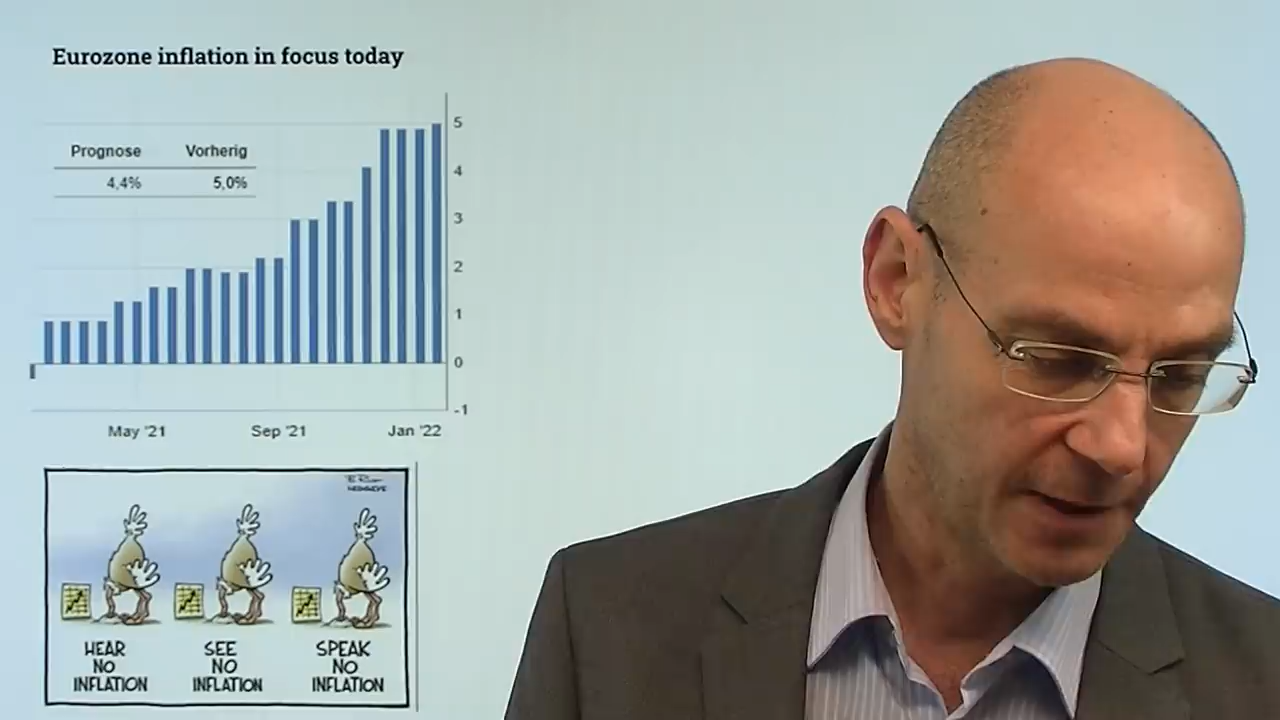 Eurozone inflation in focus today
Prognose Vorherig
4,4% 5,0%
5
4
3
2
1
0
-1
May '21 Sep '21 Jan '22
HEAR NO INFLATION
SEE NO INFLATION
SPEAK NO INFLATION